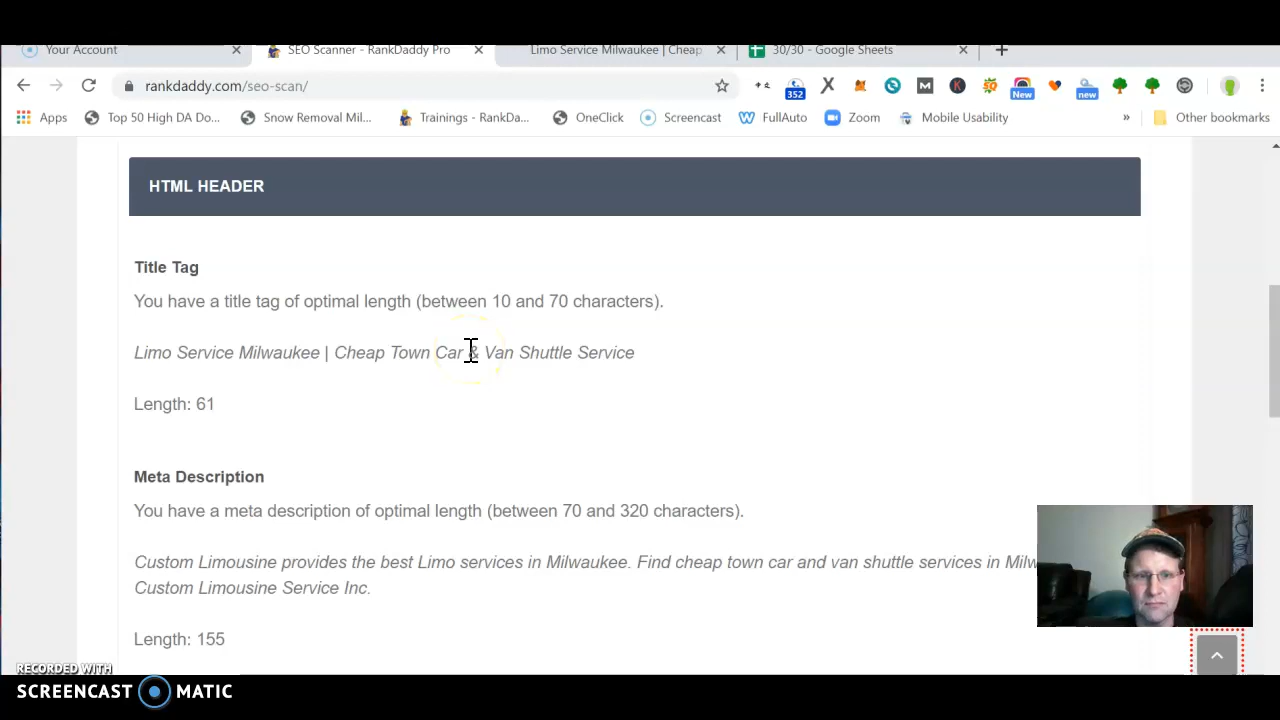 Your Account
SEO Scanner - RankDaddy Pro
Limo Service Milwaukee | Cheap
30/30 - Google Sheets
rankdaddy.com/seo-scan/
352
New
new
Apps
Top 50 High DA Do...
Snow Removal Mil...
Trainings - RankDa...
OneClick
Screencast
FullAuto
Zoom
Mobile Usability
»
Other bookmarks
HTML HEADER
Title Tag
You have a title tag of optimal length (between 10 and 70 characters).
Limo Service Milwaukee | Cheap Town Car & Van Shuttle Service
Length: 61
Meta Description
You have a meta description of optimal length (between 70 and 320 characters).
Custom Limousine provides the best Limo services in Milwaukee. Find cheap town car and van shuttle services in Milw
Custom Limousine Service Inc.
Length: 155
RECORDED WITH
SCREENCAST MATIC